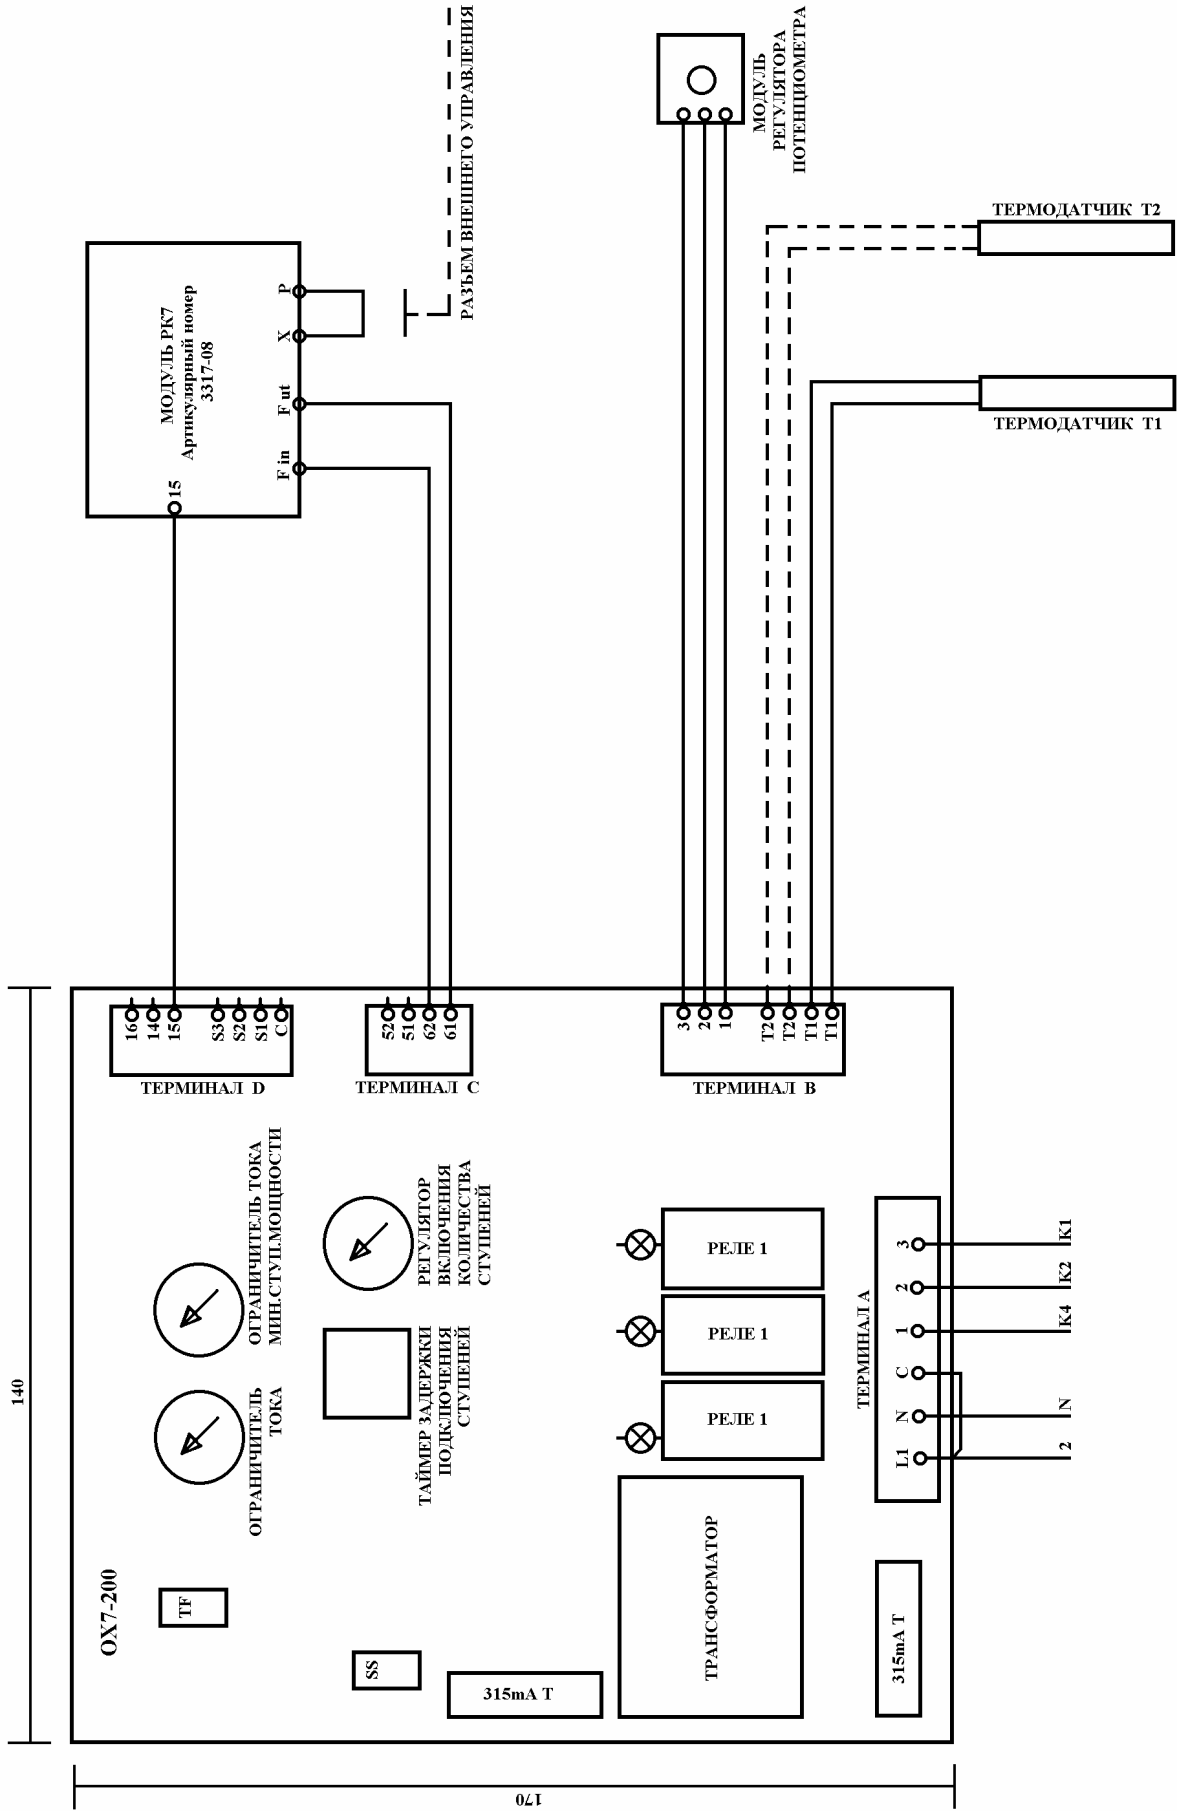 РАЗЪЕМ ВНЕШНЕГО УПРАВЛЕНИЯ
МОДУЛЬ
РЕГУЛЯТОРА
ПОТЕНЦИОМЕТРА
ТЕРМОДАТЧИК T2
ТЕРМОДАТЧИК T1
МОДУЛЬ РК7
Артикулярный номер
3317-08
P
X
F ut
F in
15
140
170
16
14
15
S3
S2
S1
C
ТЕРМИНАЛ D
52
51
62
61
ТЕРМИНАЛ C
3
2
1
T2
T2
T1
T1
ТЕРМИНАЛ B
ОГРАНИЧИТЕЛЬ ТОКА
МИН.СТУП.МОЩНОСТИ
РЕГУЛЯТОР
ВКЛЮЧЕНИЯ
КОЛИЧЕСТВА
СТУПЕНЕЙ
ОГРАНИЧИТЕЛЬ
ТОКА
ТАЙМЕР ЗАДЕРЖКИ
ПОДКЛЮЧЕНИЯ
СТУПЕНЕЙ
РЕЛЕ 1
РЕЛЕ 1
РЕЛЕ 1
ТЕРМИНАЛ А
3
2
1
C
N
L1
K1
K2
K4
N
2
ТРАНСФОРМАТОР
OX7-200
TF
SS
315mA T
315mA T